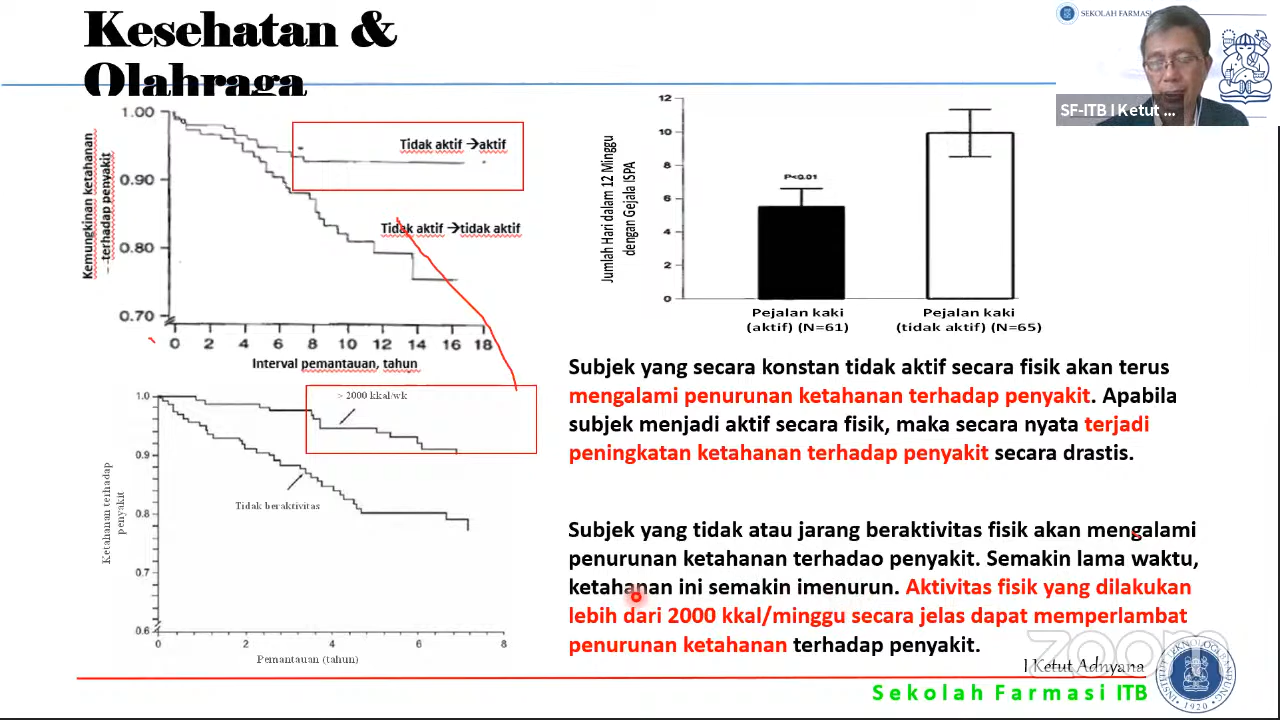 Kesehatan &
Olahraga
SEKOLAH FARMASI
SF-ITB I Ketut ...
Kemungkinan ketahanan
terhadap penyakit
1.00
0.90
0.80
0.70
Tidak aktif →aktif
Tidak aktif →tidak aktif
0 2 4 6 8 10 12 14 16 18
Interval pemantauan, tahun
Jumlah Hari dalam 12 Minggu
dengan Gejala ISPA
12
10
8
6
4
2
0
P<0.01
Pejalan kaki
(aktif) (N=61)
Pejalan kaki
(tidak aktif) (N=65)
Ketahanan terhadap
penyakit
1.0
0.9
0.8
0.7
0.6
> 2000 kkal/wk
Tidak beraktivitas
0 2 4 6 8
Pemantauan (tahun)
Subjek yang secara konstan tidak aktif secara fisik akan terus
mengalami penurunan ketahanan terhadap penyakit. Apabila
subjek menjadi aktif secara fisik, maka secara nyata terjadi
peningkatan ketahanan terhadap penyakit secara drastis.
Subjek yang tidak atau jarang beraktivitas fisik akan mengalami
penurunan ketahanan terhadao penyakit. Semakin lama waktu,
ketahanan ini semakin imenurun. Aktivitas fisik yang dilakukan
lebih dari 2000 kkal/minggu secara jelas dapat memperlambat
penurunan ketahanan terhadap penyakit.
zoom
I Ketut Adnyana
Sekolah Farmasi ITB
1920